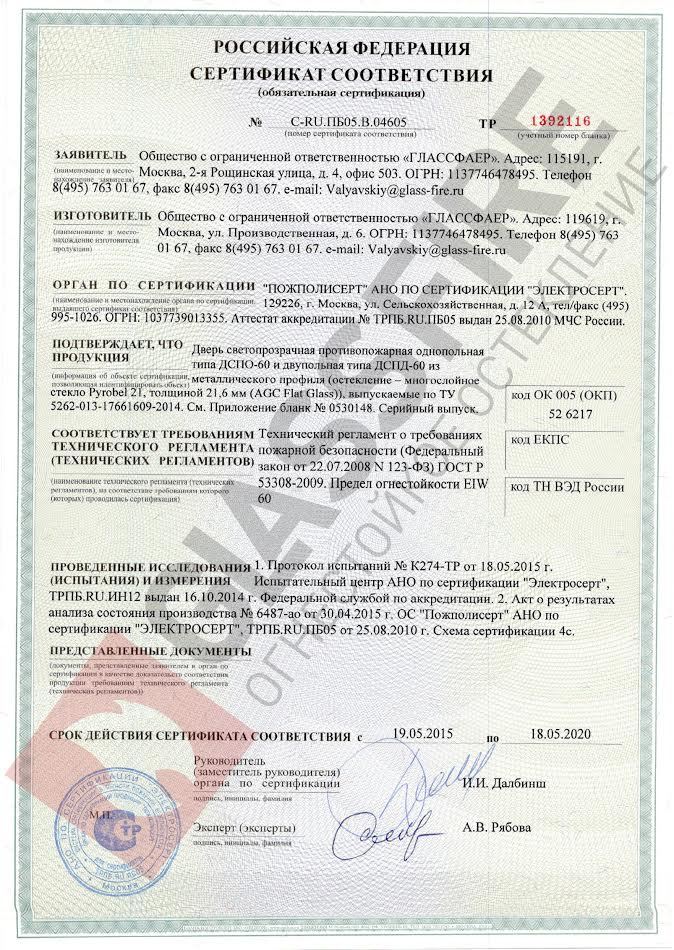 РОССИЙСКАЯ ФЕДЕРАЦИЯ
СЕРТИФИКАТ СООТВЕТСТВИЯ
(обязательная сертификация)
№ C-RU.ПБ05.В.04605 ТР 1392116
(номер сертификата соответствия) (учетный номер бланка)
ЗАЯВИТЕЛЬ Общество с ограниченной ответственностью «ГЛАССФАЕР». Адрес: 115191, г.
(наименование и место-нахождение заявителя) Москва, 2-я Рощинская улица, д. 4, офис 503. ОГРН: 1137746478495. Телефон
8(495) 763 01 67, факс 8(495) 763 01 67, e-mail: Valyavskiy@glass-fire.ru
ИЗГОТОВИТЕЛЬ Общество с ограниченной ответственностью «ГЛАССФАЕР». Адрес: 119619, г.
(наименование и место-нахождение изготовителя продукции) Москва, ул. Производственная, д. 6. ОГРН: 1137746478495. Телефон 8(495) 763
01 67, факс 8(495) 763 01 67. e-mail: Valyavskiy@glass-fire.ru
ОРГАН ПО СЕРТИФИКАЦИИ "ПОЖПОЛИСЕРТ" АНО ПО СЕРТИФИКАЦИИ "ЭЛЕКТРОСЕРТ".
(наименование и местонахождение органа по сертификации, выдавшего сертификат соответствия) 129226, г. Москва, ул. Сельскохозяйственная, д. 12 А, тел/факс (495)
995-1026. ОГРН: 1037739013355. Аттестат аккредитации № ТРПБ.RU.ПБ05 выдан 25.08.2010 МЧС России.
ПОДТВЕРЖДАЕТ, ЧТО
ПРОДУКЦИЯ
Дверь светопрозрачная противопожарная однопольная
типа ДСПО-60 и двупольная типа ДСПД-60 из
(информация об объекте сертификации, позволяющая идентифицировать объект) металлического профиля (остекление – многослойное
стекло Pyrobel 21, толщиной 21,6 мм (AGC Flat Glass)), выпускаемые по ТУ
5262-013-17661609-2014. См. Приложение бланк № 0530148. Серийный выпуск.
код ОК 005 (ОКП)
52 6217
код ЕКПС
код ТН ВЭД России
СООТВЕТСТВУЕТ ТРЕБОВАНИЯМ
ТЕХНИЧЕСКОГО РЕГЛАМЕНТА
(ТЕХНИЧЕСКИХ РЕГЛАМЕНТОВ)
(наименование технического регламента (технических
регламентов), на соответствие требованиям которого
(которых) проводилась сертификация)
Технический регламент о требованиях
пожарной безопасности (Федеральный
закон от 22.07.2008 N 123-ФЗ) ГОСТ Р
53308-2009. Предел огнестойкости EIW
60
ПРОВЕДЕННЫЕ ИССЛЕДОВАНИЯ 1. Протокол испытаний № К274-ТР от 18.05.2015 г.
(ИСПЫТАНИЯ) И ИЗМЕРЕНИЯ Испытательный центр АНО по сертификации "Электросерт",
ТРПБ.RU.ИН12 выдан 16.10.2014 г. Федеральной службой по аккредитации. 2. Акт о результатах
анализа состояния производства № 6487-ао от 30.04.2015 г. ОС "Пожполисерт" АНО по
сертификации "ЭЛЕКТРОСЕРТ", ТРПБ.RU.ПБ05 от 25.08.2010 г. Схема сертификации 4с.
ПРЕДСТАВЛЕННЫЕ ДОКУМЕНТЫ
(документы, представленные заявителем в орган по
сертификации в качестве доказательств соответствия
продукции требованиям технического регламента
(технических регламентов))
СРОК ДЕЙСТВИЯ СЕРТИФИКАТА СООТВЕТСТВИЯ с 19.05.2015 по 18.05.2020
Руководитель
(заместитель руководителя)
органа по сертификации
подпись, инициалы, фамилия
И.И. Далбинш
М.П.
Эксперт (эксперты)
подпись, инициалы, фамилия
А.В. Рябова
АНО ПО СЕРТИФИКАЦИИ ЭЛЕКТРОСЕРТ
ТР
ТРПБ.RU.ПБ05
Москва
GLASSFIRE.
ОГНЕСТОЙКОЕ ОСТЕКЛЕНИЕ